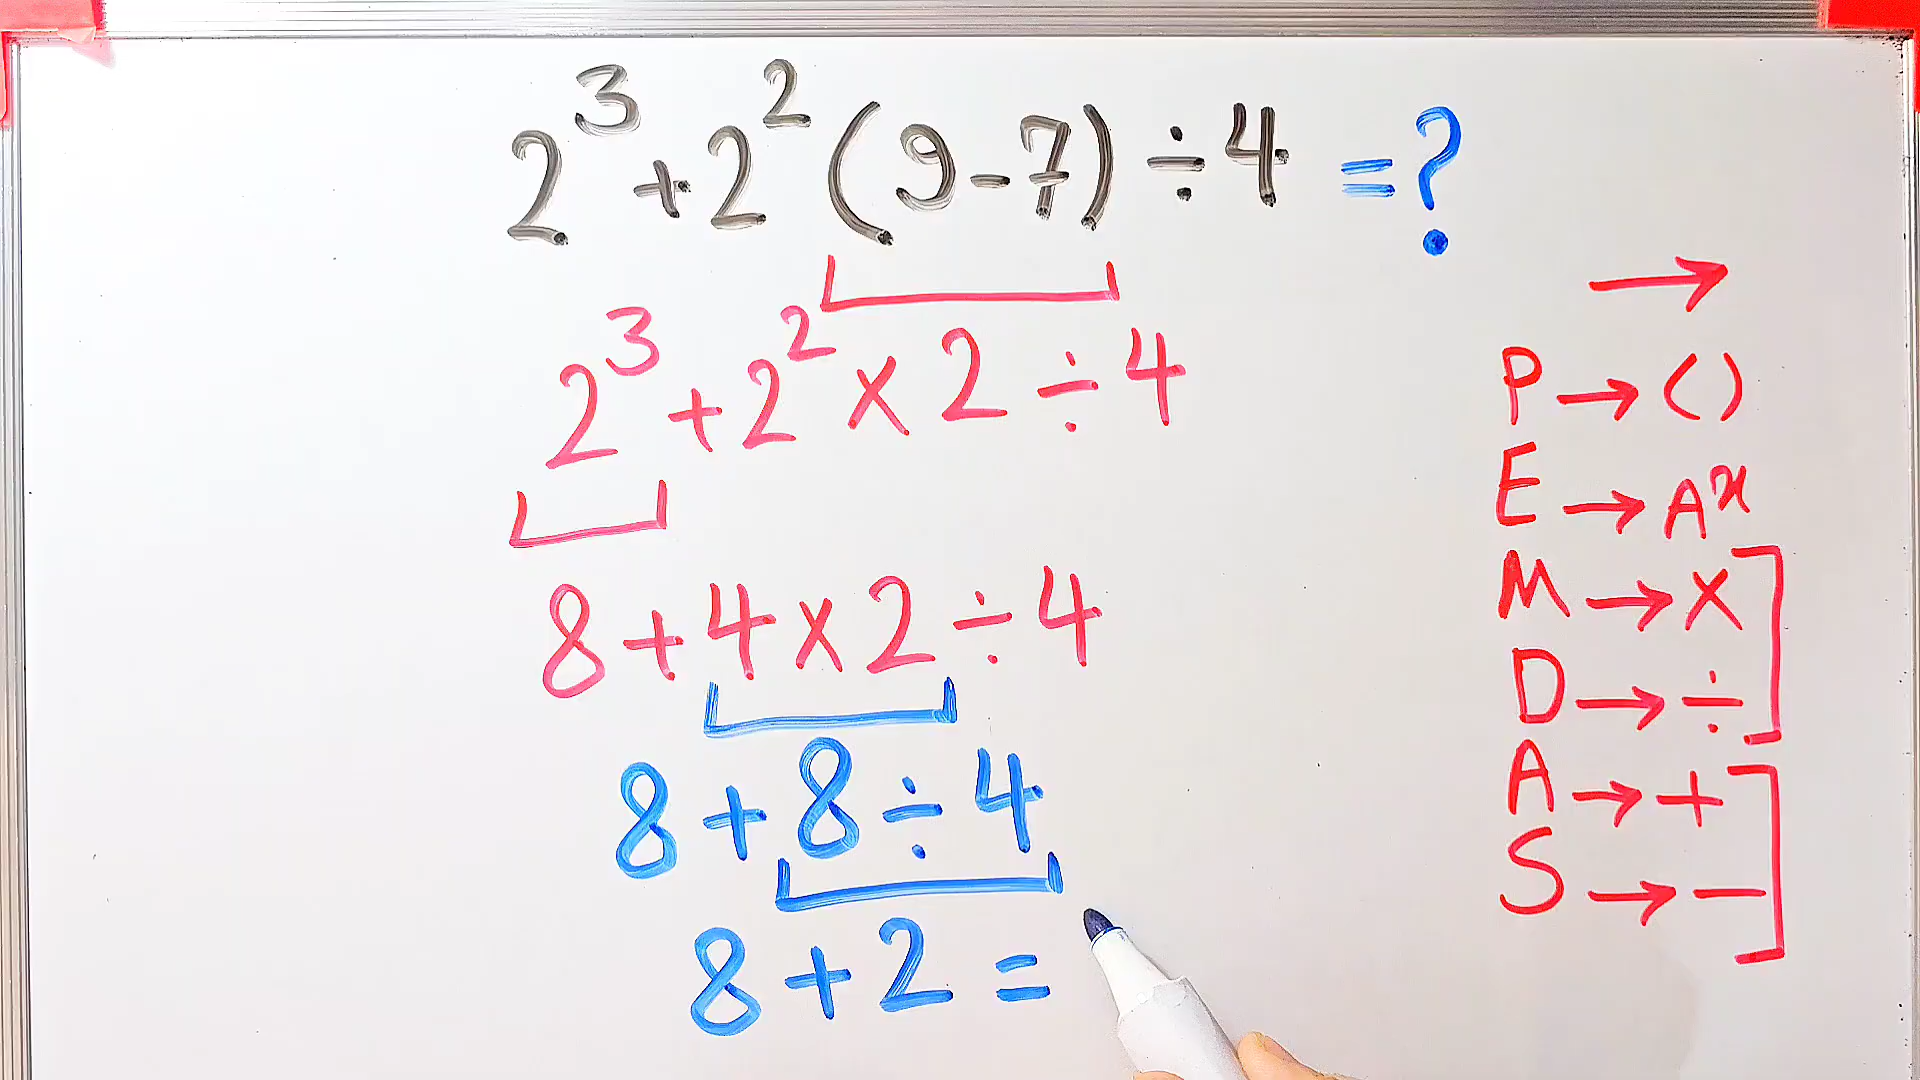 2³+2²(9-7)÷4 =?
2³+2²×2÷4
8+4×2÷4
8+8÷4
8+2=
→
P→()
E→Aˣ
M→×
D→÷
A→+
S→−